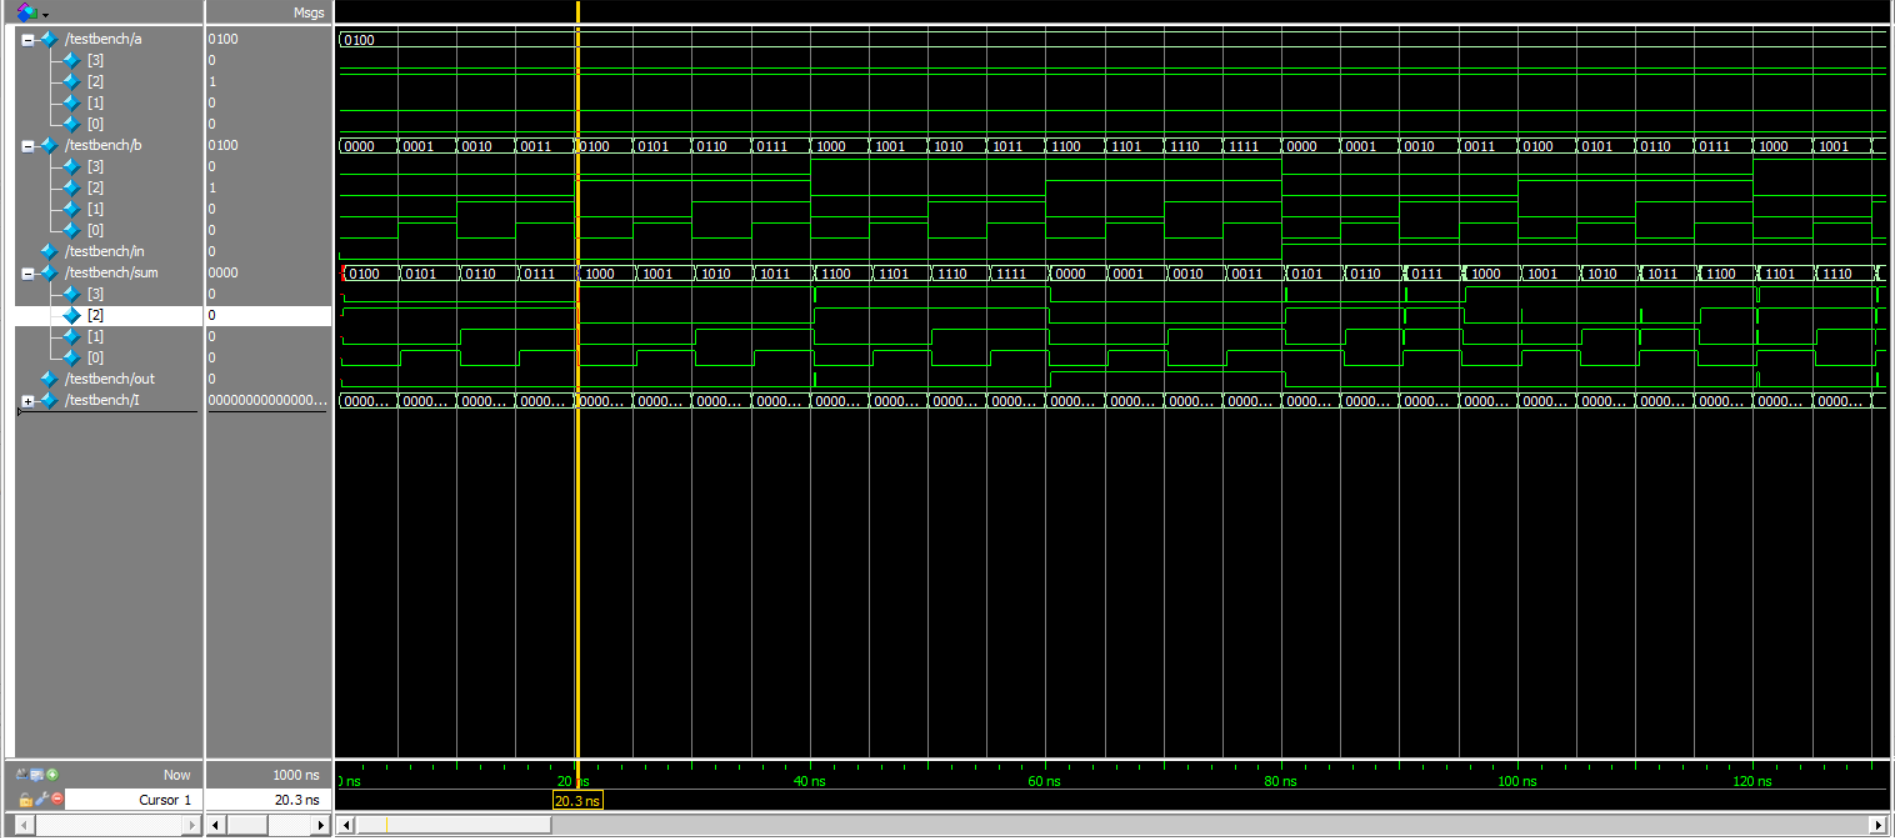 Msgs
/testbench/a 0100 0100
[3] 0
[2] 1
[1] 0
[0] 0
/testbench/b 0100 0000 0001 0010 0011 0100 0101 0110 0111 1000 1001 1010 1011 1100 1101 1110 1111 0000 0001 0010 0011 0100 0101 0110 0111 1000 1001
[3] 0
[2] 1
[1] 0
[0] 0
/testbench/in 0
/testbench/sum 0000 0100 0101 0110 0111 1000 1001 1010 1011 1100 1101 1110 1111 0000 0001 0010 0011 0101 0110 0111 1000 1001 1010 1011 1100 1101 1110
[3] 0
[2] 0
[1] 0
[0] 0
/testbench/out 0
/testbench/I 00000000000000... 0000... 0000... 0000... 0000... 0000... 0000... 0000... 0000... 0000... 0000... 0000... 0000... 0000... 0000... 0000... 0000... 0000... 0000... 0000... 0000... 0000... 0000... 0000... 0000... 0000... 0000...
Now 1000 ns 0 ns 20 ns 40 ns 60 ns 80 ns 100 ns 120 ns
Cursor 1 20.3 ns 20.3 ns